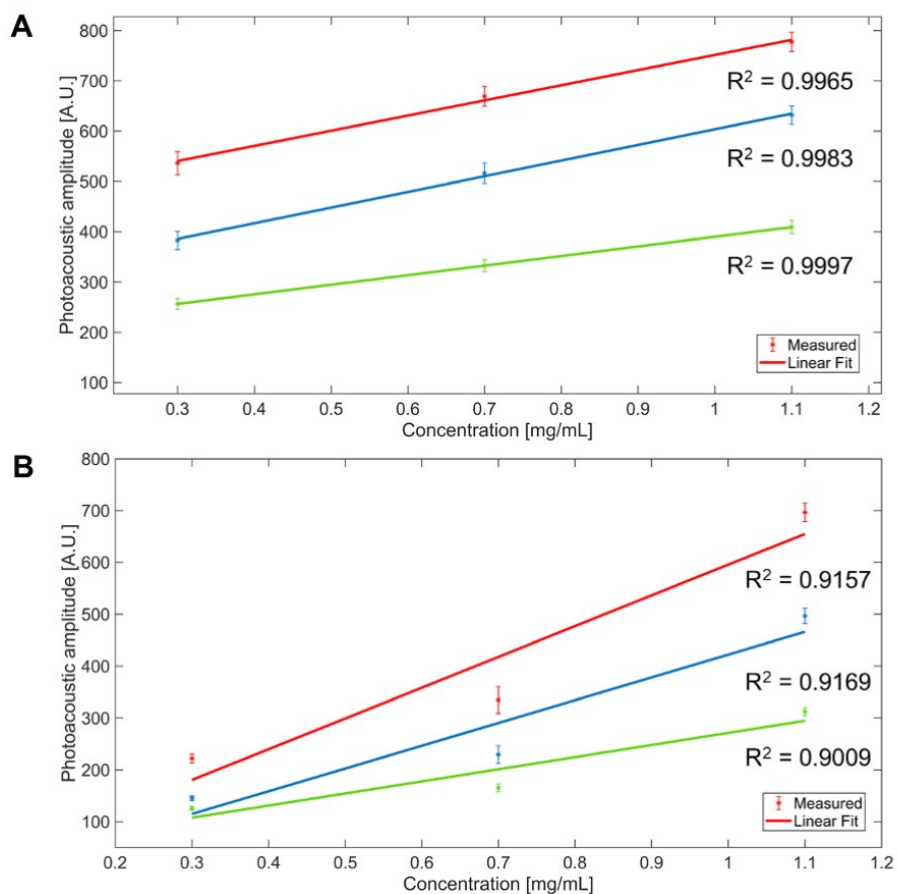 A
800
700
600
500
400
300
200
100
Photoacoustic amplitude [A.U.]
R² = 0.9965
R² = 0.9983
R² = 0.9997
Measured
Linear Fit
0.3 0.4 0.5 0.6 0.7 0.8 0.9 1 1.1 1.2
Concentration [mg/mL]
B
800
700
600
500
400
300
200
100
Photoacoustic amplitude [A.U.]
R² = 0.9157
R² = 0.9169
R² = 0.9009
Measured
Linear Fit
0.2 0.3 0.4 0.5 0.6 0.7 0.8 0.9 1 1.1 1.2
Concentration [mg/mL]